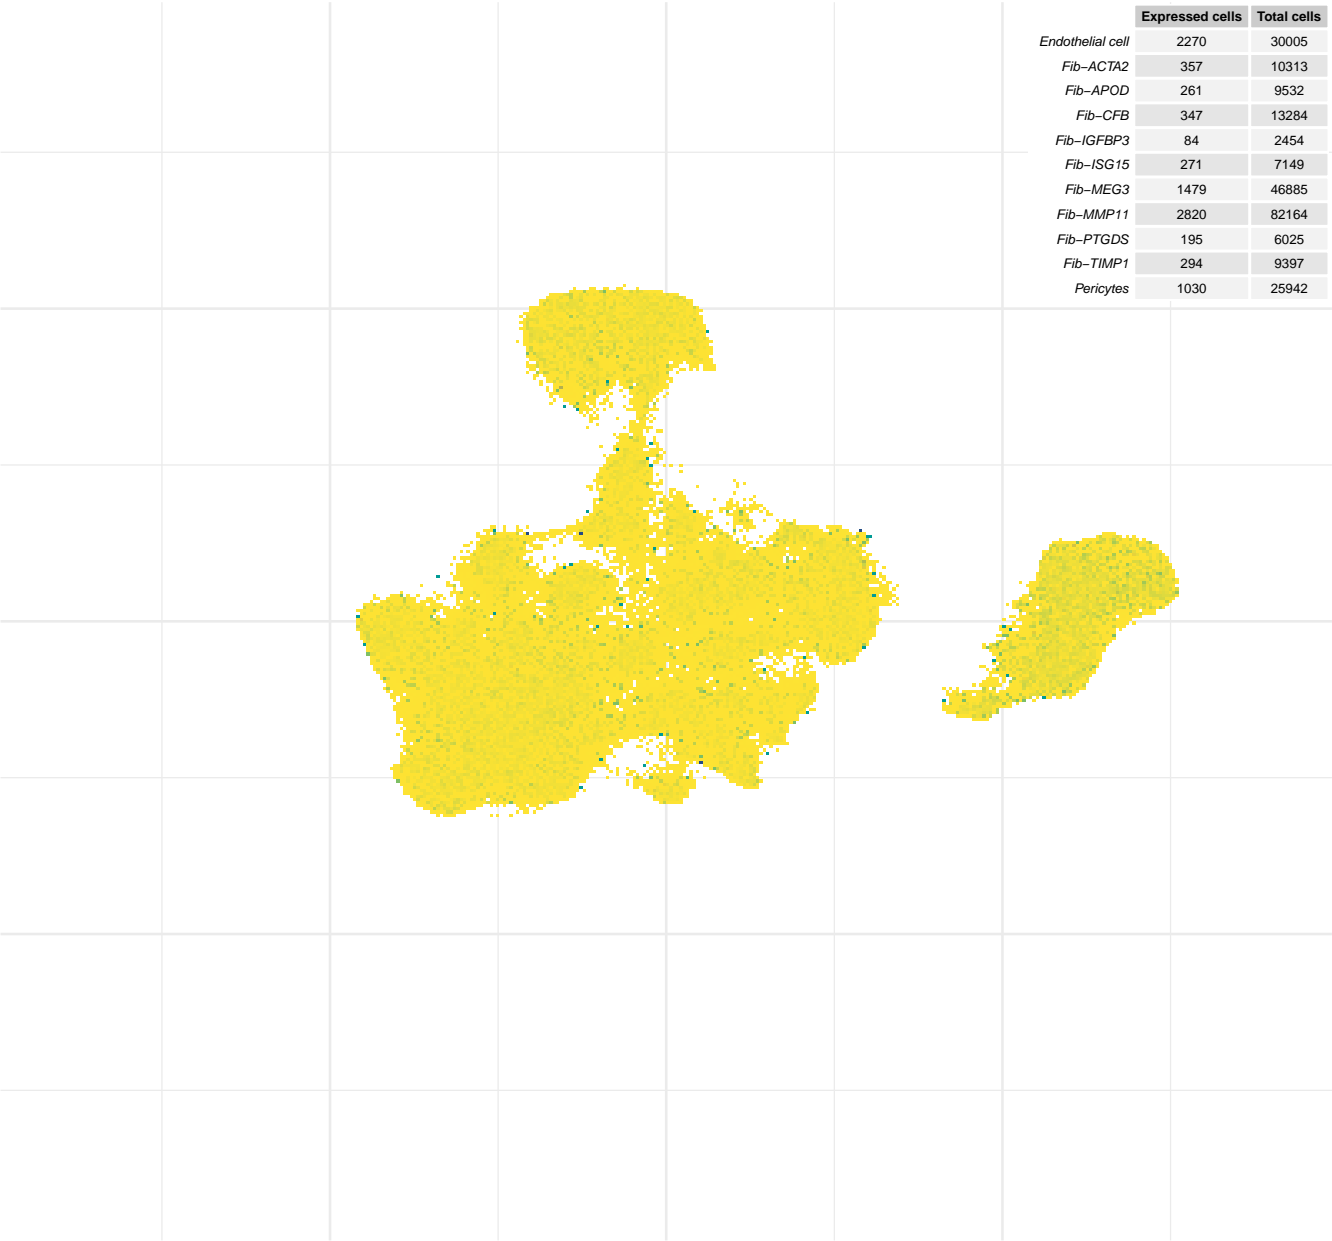 Expressed cells Total cells
Endothelial cell 2270 30005
Fib−ACTA2 357 10313
Fib−APOD 261 9532
Fib−CFB 347 13284
Fib−IGFBP3 84 2454
Fib−ISG15 271 7149
Fib−MEG3 1479 46885
Fib−MMP11 2820 82164
Fib−PTGDS 195 6025
Fib−TIMP1 294 9397
Pericytes 1030 25942